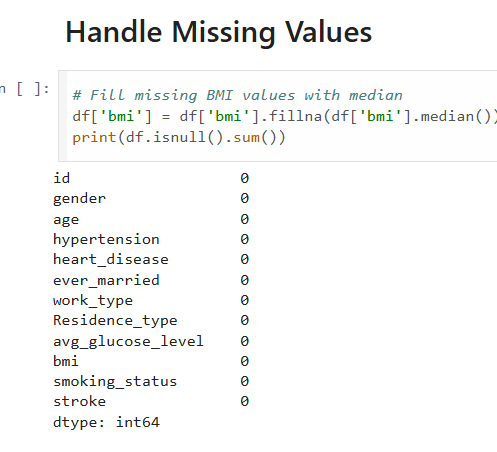 Handle Missing Values
n [ ]:
# Fill missing BMI values with median
df['bmi'] = df['bmi'].fillna(df['bmi'].median())
print(df.isnull().sum())
id 0
gender 0
age 0
hypertension 0
heart_disease 0
ever_married 0
work_type 0
Residence_type 0
avg_glucose_level 0
bmi 0
smoking_status 0
stroke 0
dtype: int64